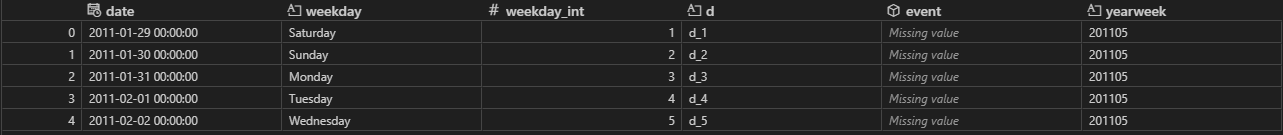 date weekday # weekday_int d event yearweek
0 2011-01-29 00:00:00 Saturday 1 d_1 Missing value 201105
1 2011-01-30 00:00:00 Sunday 2 d_2 Missing value 201105
2 2011-01-31 00:00:00 Monday 3 d_3 Missing value 201105
3 2011-02-01 00:00:00 Tuesday 4 d_4 Missing value 201105
4 2011-02-02 00:00:00 Wednesday 5 d_5 Missing value 201105